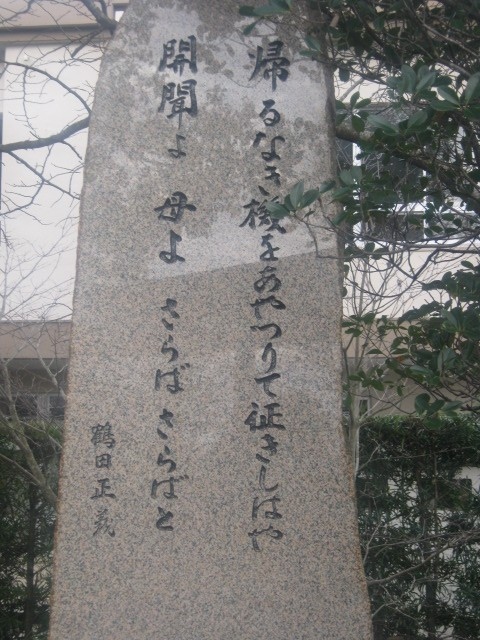 帰るなき機をあやつりて征きしはや
開聞よ 母よ さらば さらばと
鶴田正義